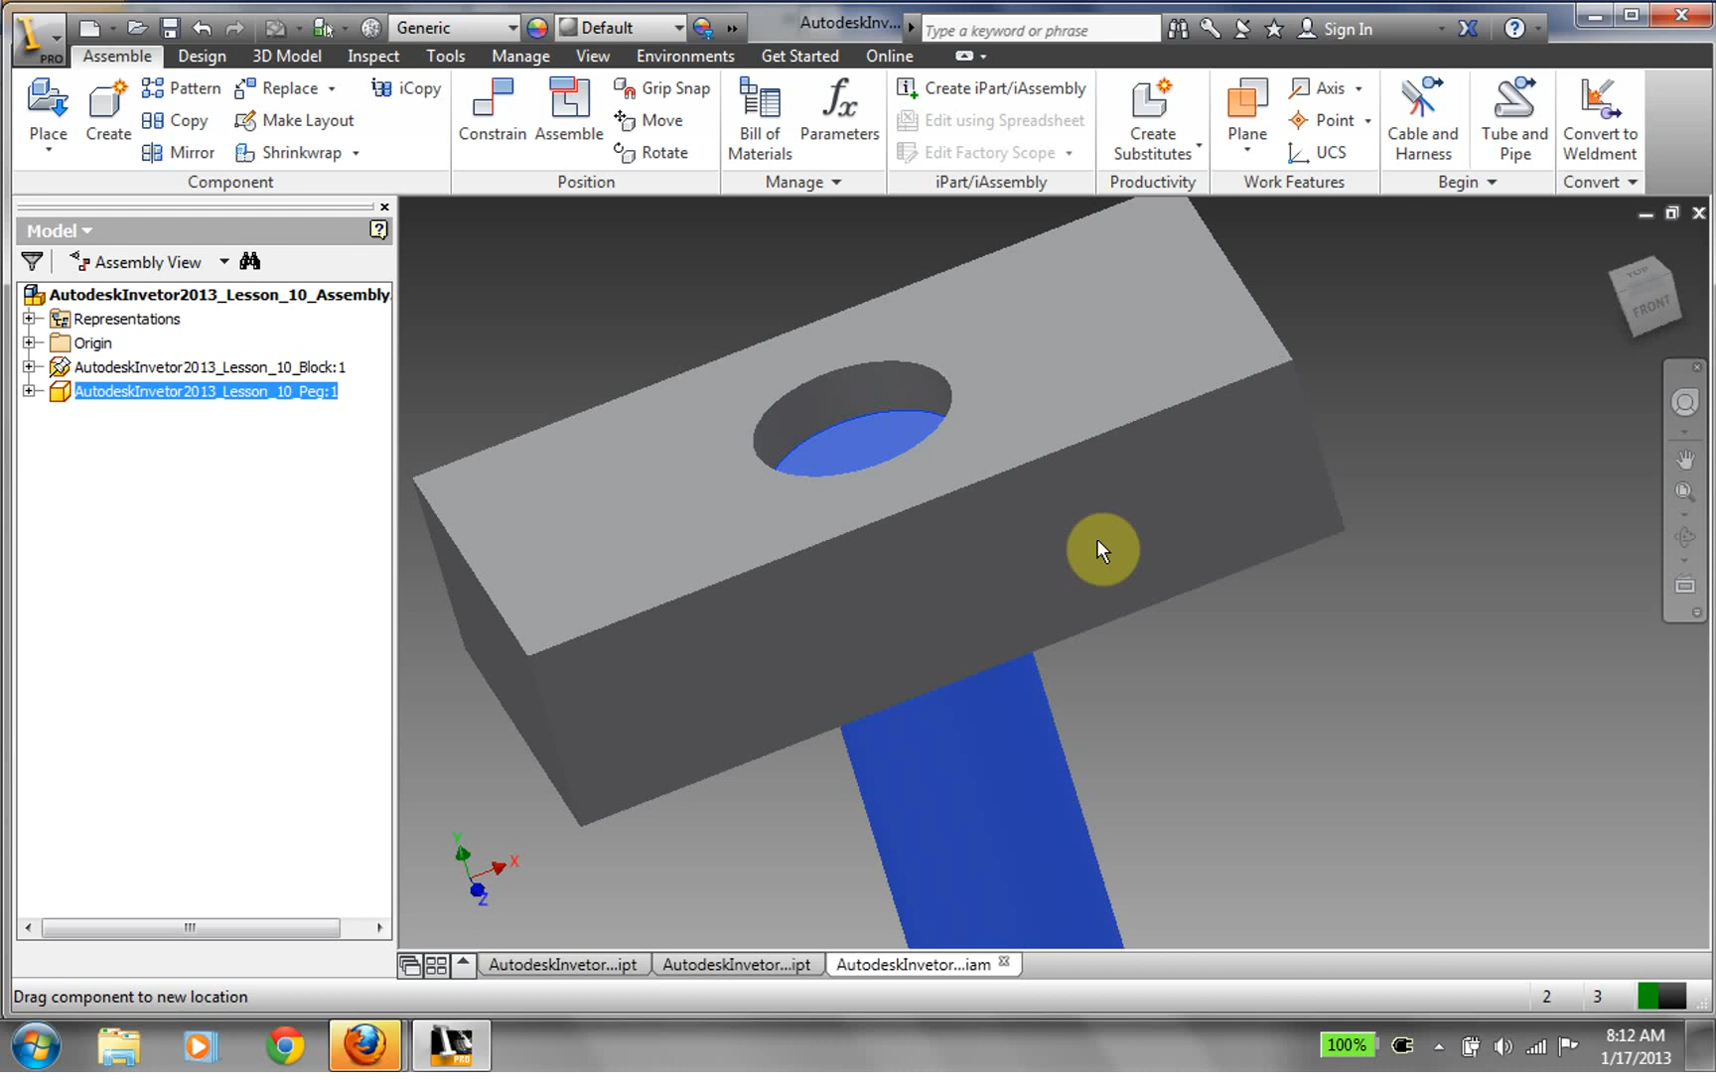 Generic
Default
AutodeskInv...
Type a keyword or phrase
Sign In
PRO
Assemble
Design
3D Model
Inspect
Tools
Manage
View
Environments
Get Started
Online
Place
Create
Pattern
Copy
Mirror
Replace
Make Layout
Shrinkwrap
iCopy
Component
Constrain
Assemble
Grip Snap
Move
Rotate
Position
Bill of
Materials
fx
Parameters
Manage
Create iPart/iAssembly
Edit using Spreadsheet
Edit Factory Scope
iPart/iAssembly
Create
Substitutes
Productivity
Plane
Axis
Point
UCS
Work Features
Cable and
Harness
Tube and
Pipe
Begin
Convert to
Weldment
Convert
Model
Assembly View
AutodeskInvetor2013_Lesson_10_Assembly.
Representations
Origin
AutodeskInvetor2013_Lesson_10_Block:1
AutodeskInvetor2013_Lesson_10_Peg:1
TOP
FRONT
Y
X
Z
AutodeskInvetor...ipt
AutodeskInvetor...ipt
AutodeskInvetor...iam
Drag component to new location
2
3
PRO
100%
8:12 AM
1/17/2013